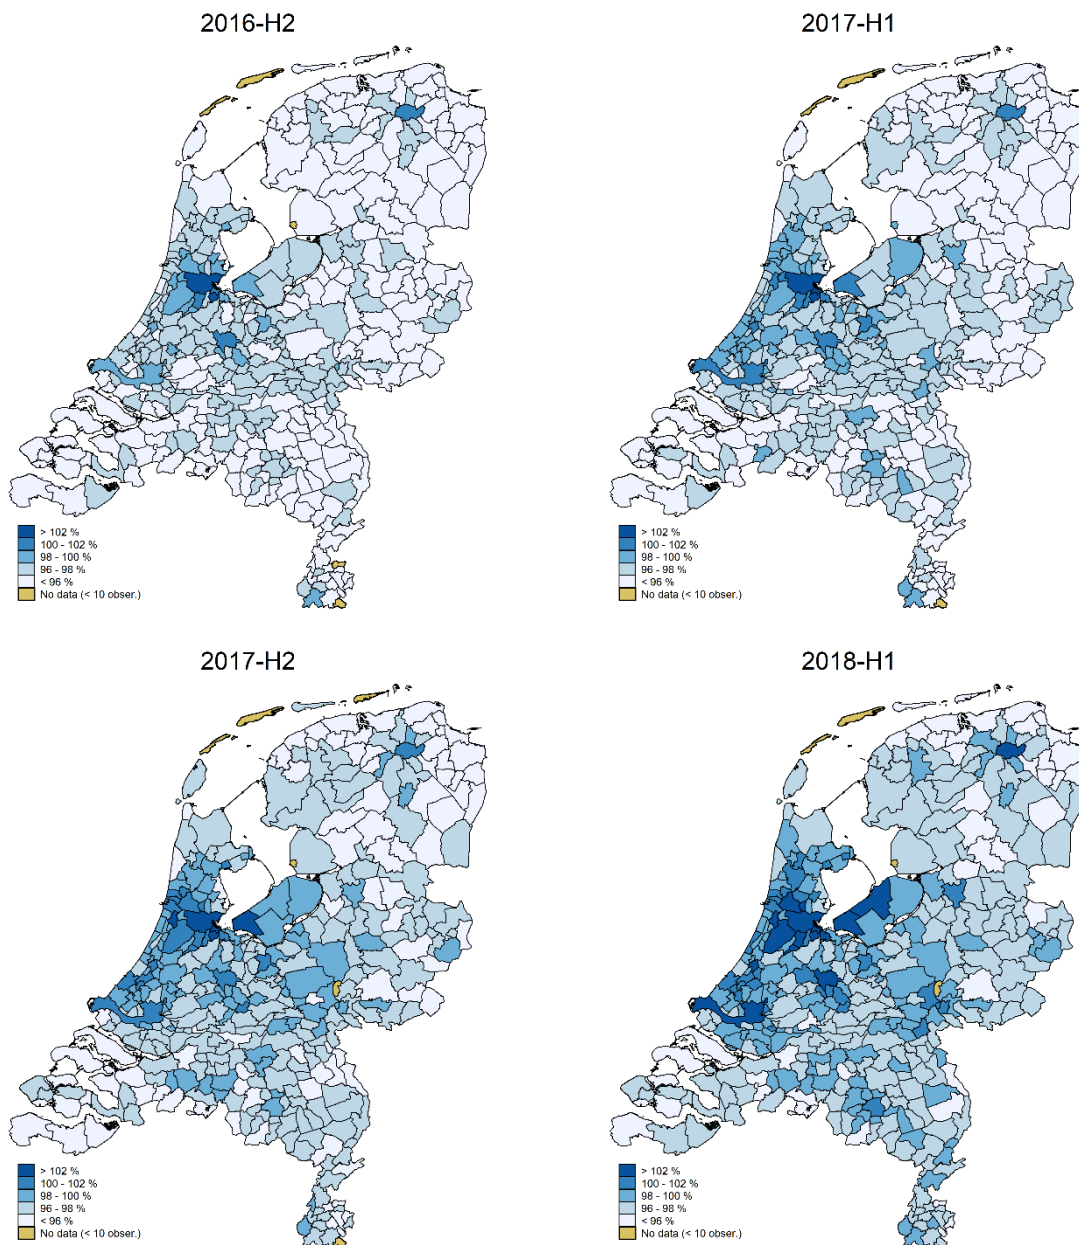 2016-H2
2017-H1
> 102 %
100 - 102 %
98 - 100 %
96 - 98 %
< 96 %
No data (< 10 obser.)
> 102 %
100 - 102 %
98 - 100 %
96 - 98 %
< 96 %
No data (< 10 obser.)
2017-H2
2018-H1
> 102 %
100 - 102 %
98 - 100 %
96 - 98 %
< 96 %
No data (< 10 obser.)
> 102 %
100 - 102 %
98 - 100 %
96 - 98 %
< 96 %
No data (< 10 obser.)